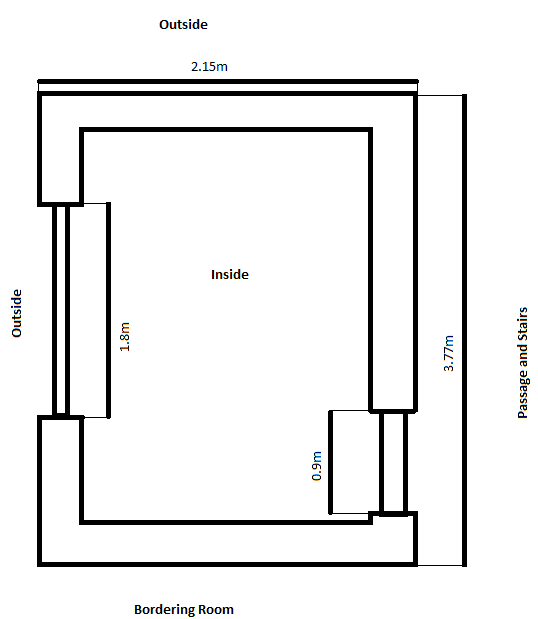 Outside
2.15m
Inside
Outside
1.8m
3.77m
Passage and Stairs
0.9m
Bordering Room